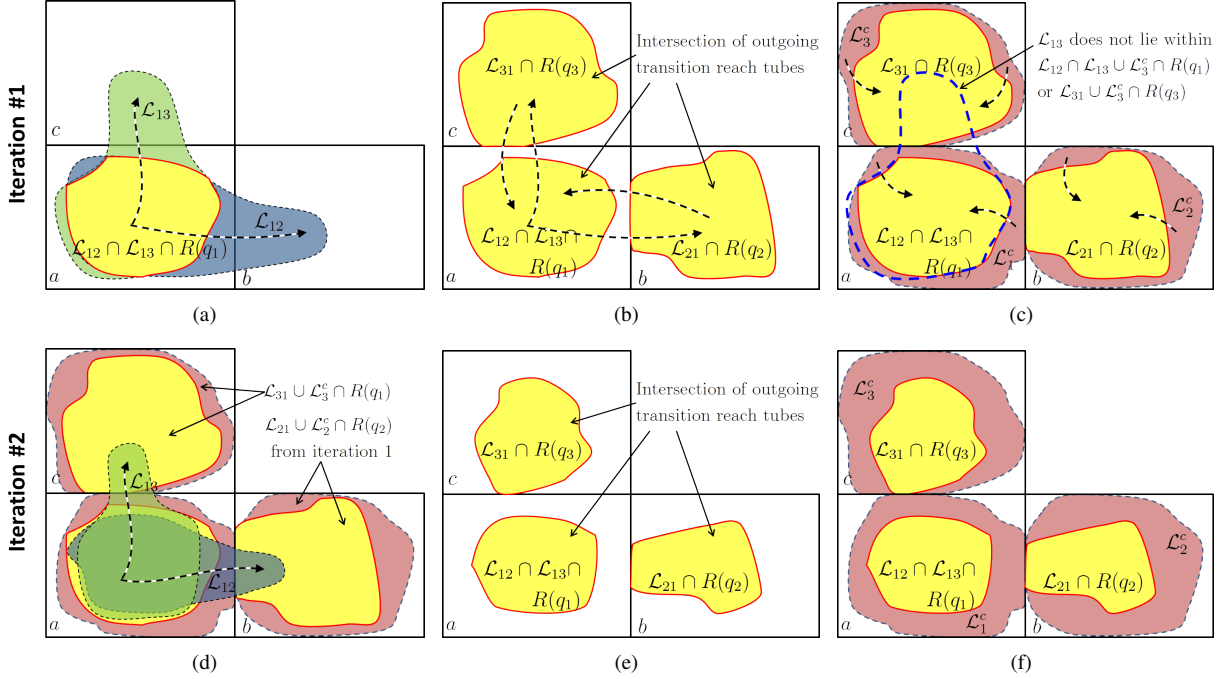 Iteration #1
ℒ₁₃
ℒ₁₂
ℒ₁₂ ∩ ℒ₁₃ ∩ R(q₁)
c
a
b
(a)
ℒ₃₁ ∩ R(q₃)
Intersection of outgoing
transition reach tubes
c
ℒ₁₂ ∩ ℒ₁₃∩
R(q₁)
ℒ₂₁ ∩ R(q₂)
a
b
(b)
ℒ₃ᶜ
ℒ₃₁ ∩ R(q₃)
ℒ₁₃ does not lie within
ℒ₁₂ ∩ ℒ₁₃ ∪ ℒ₃ᶜ ∩ R(q₁)
or ℒ₃₁ ∪ ℒ₃ᶜ ∩ R(q₃)
c
ℒ₁₂ ∩ ℒ₁₃∩
R(q₁)
ℒ₁ᶜ
ℒ₂ᶜ
ℒ₂₁ ∩ R(q₂)
a
b
(c)
Iteration #2
ℒ₃₁ ∪ ℒ₃ᶜ ∩ R(q₁)
ℒ₂₁ ∪ ℒ₂ᶜ ∩ R(q₂)
from iteration 1
c
ℒ₁₃
ℒ₁₂
a
b
(d)
Intersection of outgoing
transition reach tubes
ℒ₃₁ ∩ R(q₃)
c
ℒ₁₂ ∩ ℒ₁₃∩
R(q₁)
ℒ₂₁ ∩ R(q₂)
a
b
(e)
ℒ₃ᶜ
ℒ₃₁ ∩ R(q₃)
c
ℒ₂ᶜ
ℒ₁₂ ∩ ℒ₁₃∩
R(q₁)
ℒ₂₁ ∩ R(q₂)
ℒ₁ᶜ
a
b
(f)